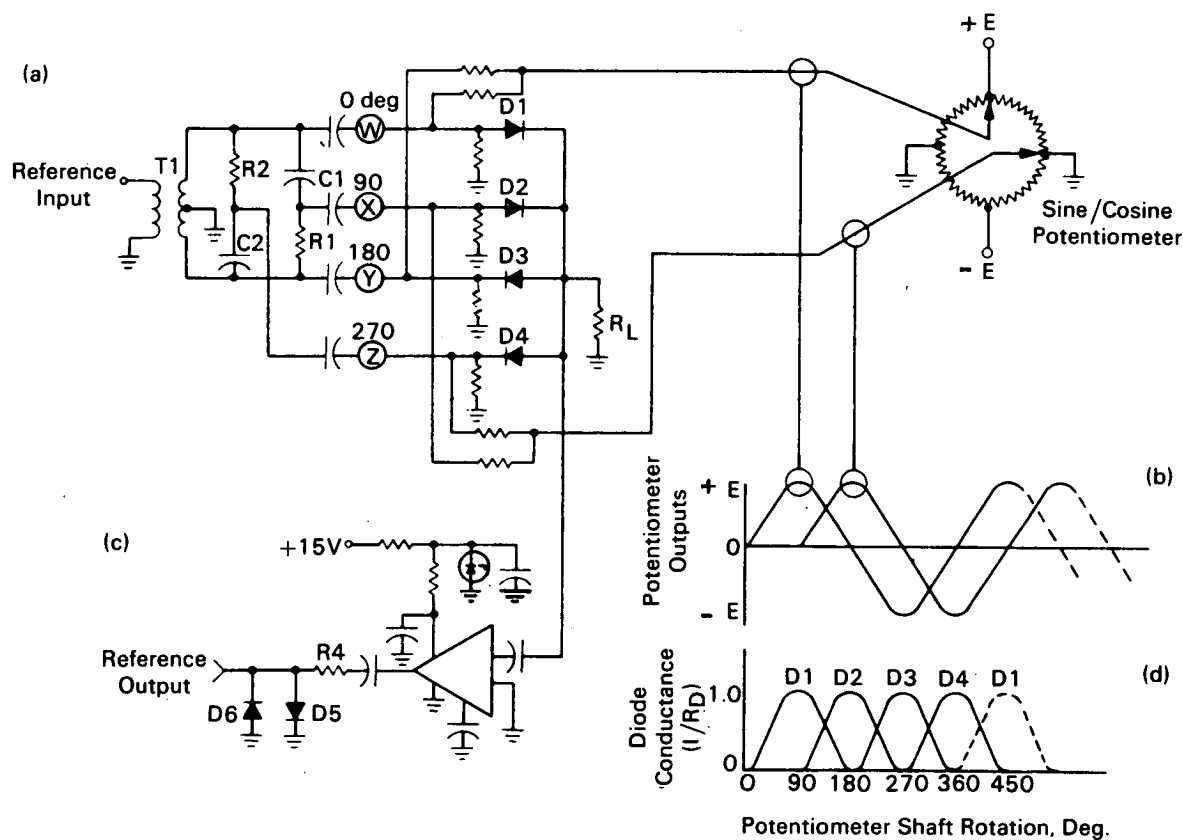 (a)
+ E
0 deg
D1
W
Reference
Input
T1
R2
C1
90
X
D2
Sine/Cosine
Potentiometer
C2
R1
180
Y
D3
- E
R_L
270
Z
D4
(b)
+ E
0
- E
Potentiometer
Outputs
(c)
+15V
Reference
Output
R4
D6
D5
(d)
D1 D2 D3 D4 D1
1.0
0
Diode
Conductance
(I/R_D)
0 90 180 270 360 450
Potentiometer Shaft Rotation, Deg.